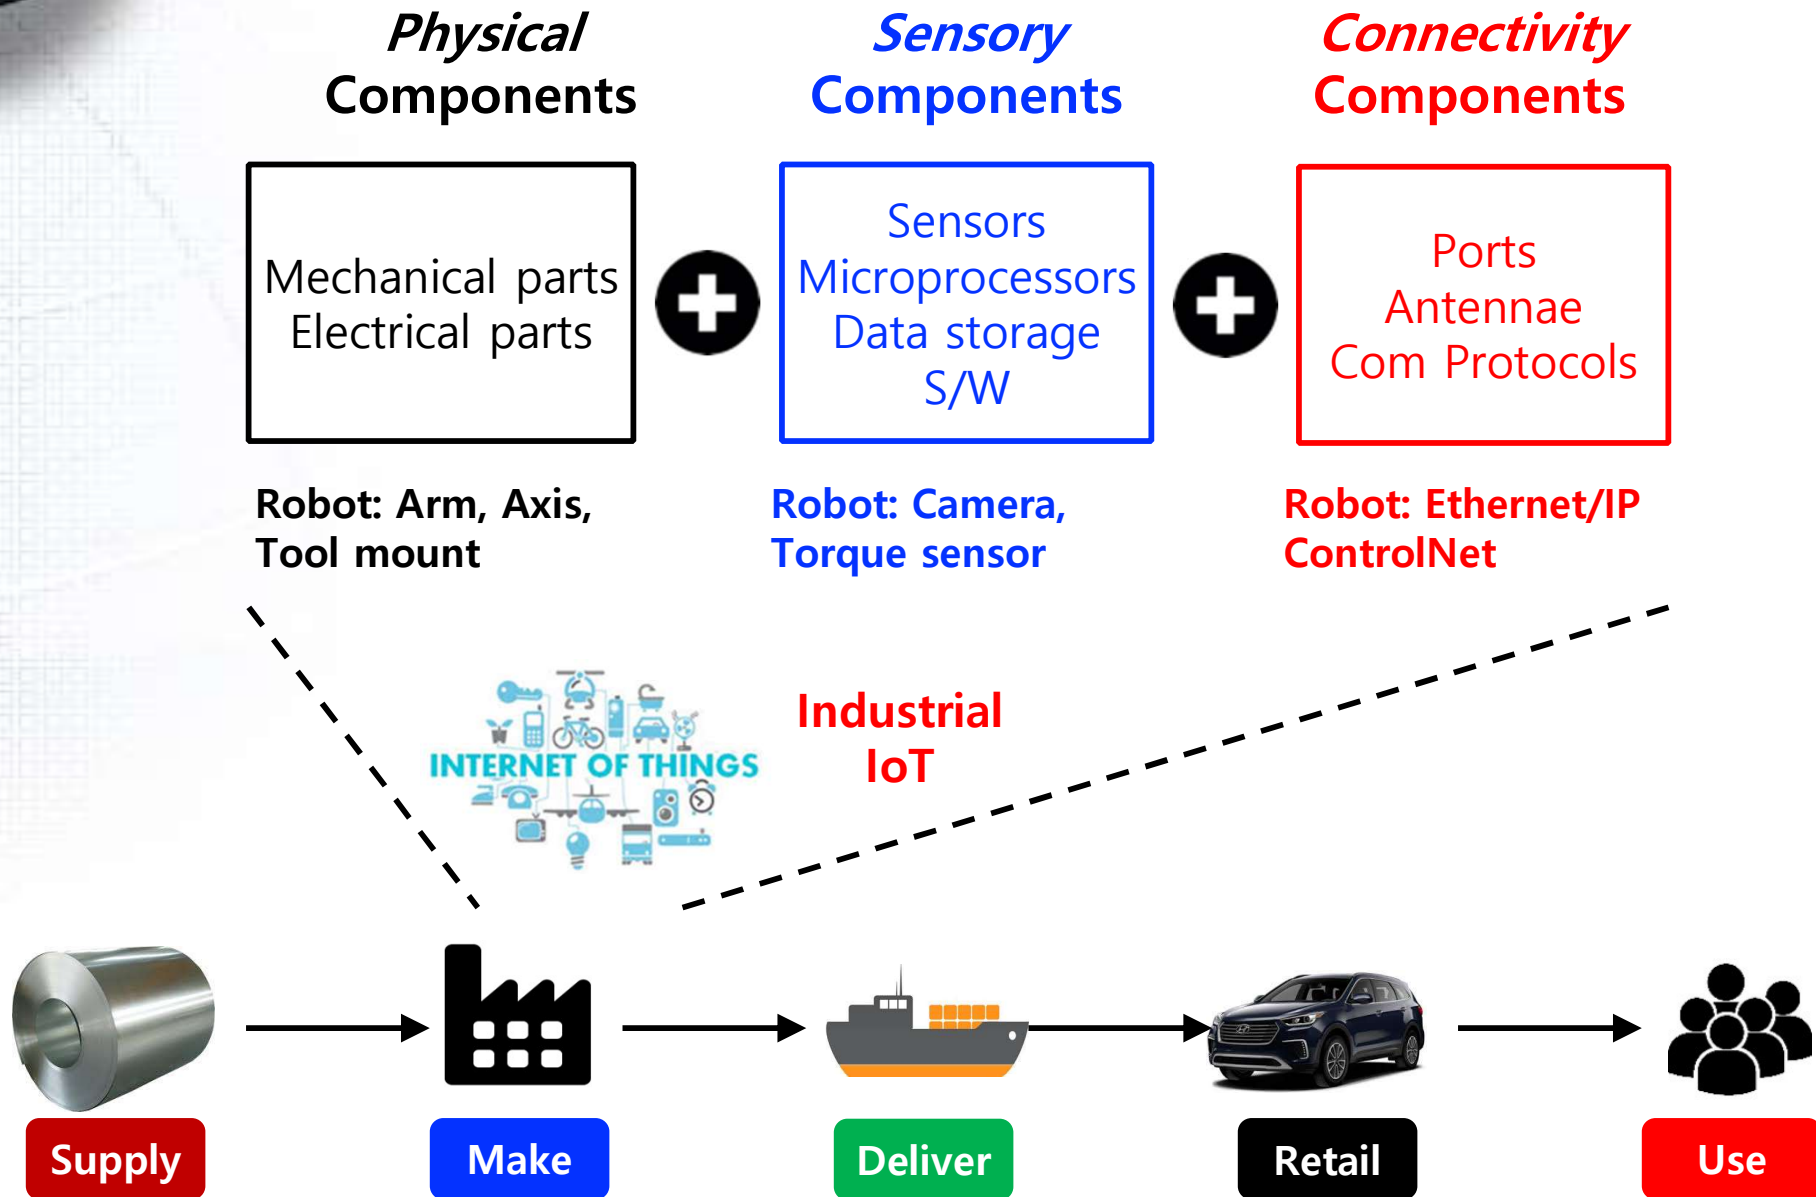 Physical
Components
Sensory
Components
Connectivity
Components
Mechanical parts
Electrical parts
Sensors
Microprocessors
Data storage
S/W
Ports
Antennae
Com Protocols
Robot: Arm, Axis,
Tool mount
Robot: Camera,
Torque sensor
Robot: Ethernet/IP
ControlNet
INTERNET OF THINGS
Industrial
IoT
Supply
Make
Deliver
Retail
Use